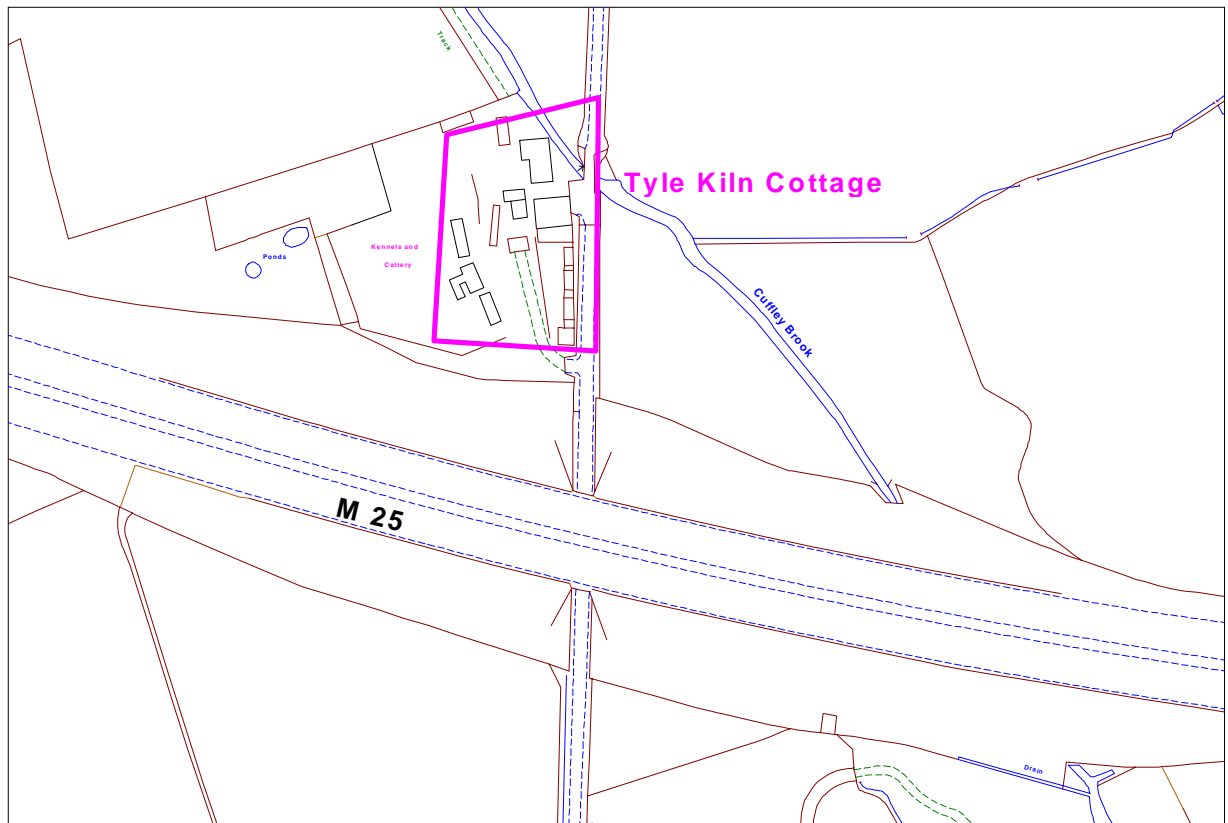 Track
Tyle Kiln Cottage
Kennels and
Cattery
Ponds
Cuffley Brook
M 25
Drain